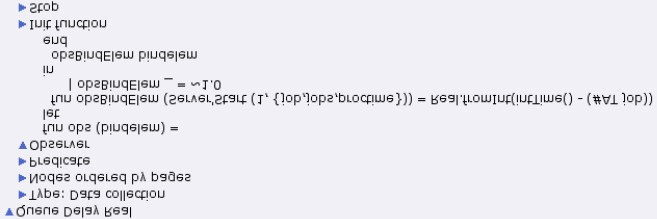 Queue Delay Real
Type: Data collection
Nodes ordered by pages
Predicate
Observer
fun obs (bindelem) =
let
fun obsBindElem (Server'Start (1, {job,jobs,proctime})) = Real.fromInt(intTime() - (#AT job))
| obsBindElem _ = ~1.0
in
obsBindElem bindelem
end
Init function
Stop